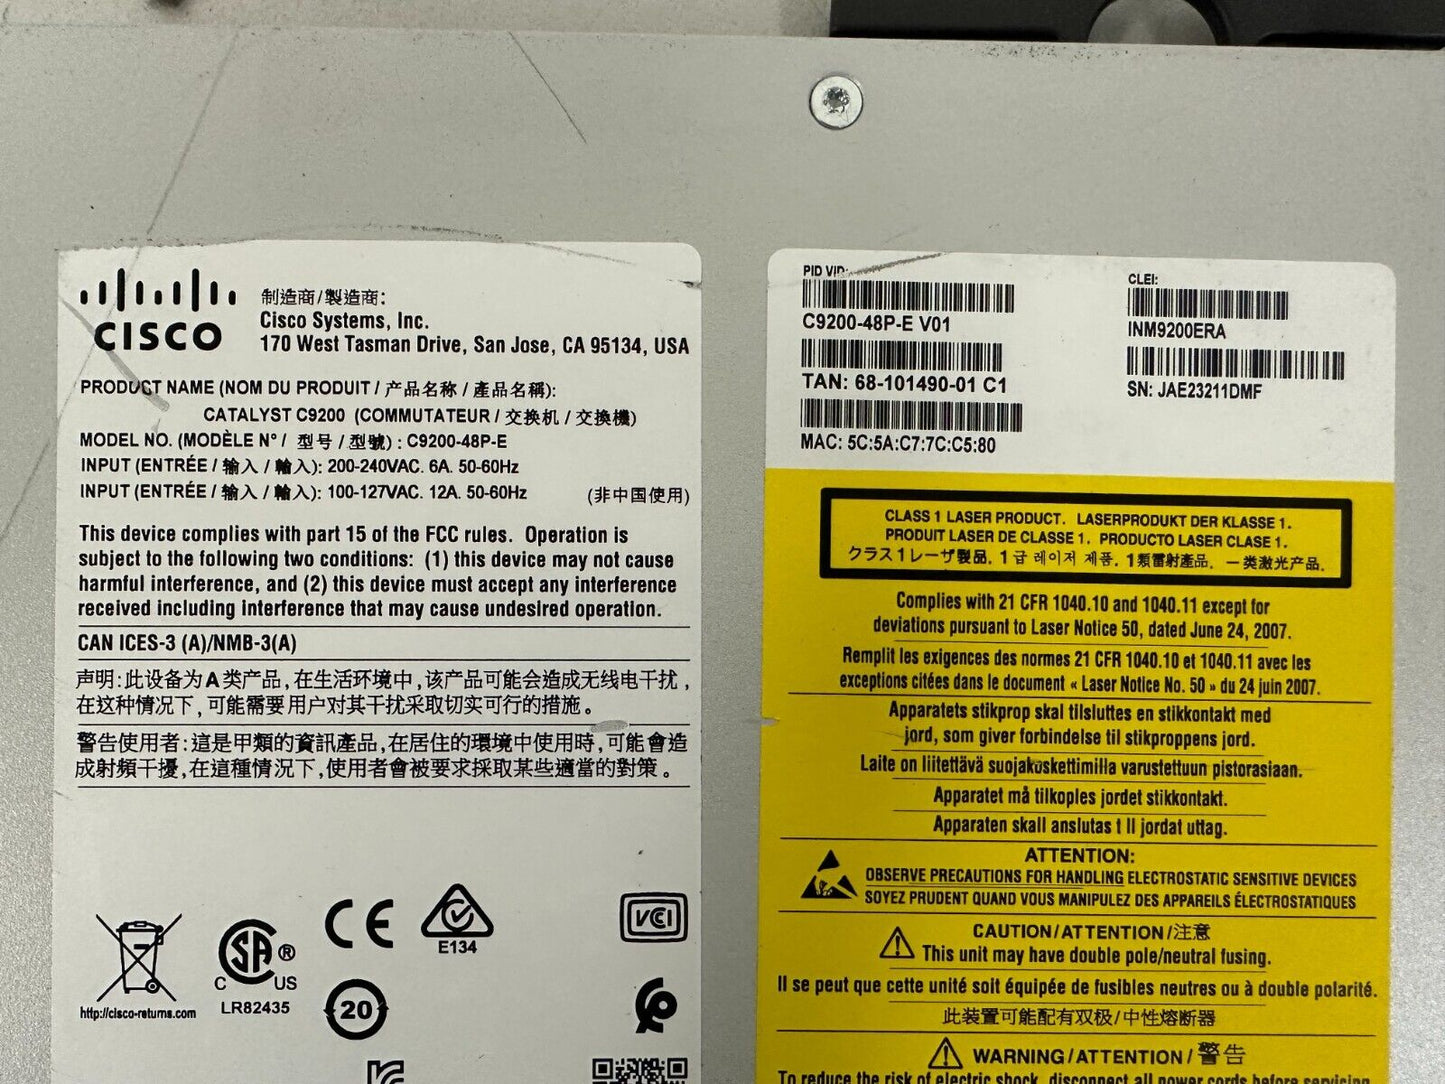 CISCO
制造商/製造商:
Cisco Systems, Inc.
170 West Tasman Drive, San Jose, CA 95134, USA
PRODUCT NAME (NOM DU PRODUIT / 产品名称 / 產品名稱):
CATALYST C9200 (COMMUTATEUR / 交换机 / 交換機)
MODEL NO. (MODÈLE N° / 型号 / 型號) : C9200-48P-E
INPUT (ENTRÉE / 输入 / 輸入): 200-240VAC. 6A. 50-60Hz
INPUT (ENTRÉE / 输入 / 輸入): 100-127VAC. 12A. 50-60Hz (非中国使用)
This device complies with part 15 of the FCC rules. Operation is
subject to the following two conditions: (1) this device may not cause
harmful interference, and (2) this device must accept any interference
received including interference that may cause undesired operation.
CAN ICES-3 (A)/NMB-3(A)
声明:此设备为A类产品,在生活环境中,该产品可能会造成无线电干扰,
在这种情况下,可能需要用户对其干扰采取切实可行的措施。
警告使用者:這是甲類的資訊產品,在居住的環境中使用時,可能會造
成射頻干擾,在這種情況下,使用者會被要求採取某些適當的對策。
http://cisco-returns.com
C SA ® US
LR82435
CE
E134
20
VCI
PID VID:
C9200-48P-E V01
TAN: 68-101490-01 C1
MAC: 5C:5A:C7:7C:C5:80
CLEI:
INM9200ERA
SN: JAE23211DMF
CLASS 1 LASER PRODUCT. LASERPRODUKT DER KLASSE 1.
PRODUIT LASER DE CLASSE 1. PRODUCTO LASER CLASE 1.
クラス1レーザ製品. 1급 레이저 제품. 1類雷射產品. 一类激光产品.
Complies with 21 CFR 1040.10 and 1040.11 except for
deviations pursuant to Laser Notice 50, dated June 24, 2007.
Remplit les exigences des normes 21 CFR 1040.10 et 1040.11 avec les
exceptions citées dans le document « Laser Notice No. 50 » du 24 juin 2007.
Apparatets stikprop skal tilsluttes en stikkontakt med
jord, som giver forbindelse til stikproppens jord.
Laite on liitettävä suojakoskettimilla varustettuun pistorasiaan.
Apparatet må tilkoples jordet stikkontakt.
Apparaten skall anslutas t ll jordat uttag.
ATTENTION:
OBSERVE PRECAUTIONS FOR HANDLING ELECTROSTATIC SENSITIVE DEVICES
SOYEZ PRUDENT QUAND VOUS MANIPULEZ DES APPAREILS ÉLECTROSTATIQUES
CAUTION/ATTENTION/注意
This unit may have double pole/neutral fusing.
Il se peut que cette unité soit équipée de fusibles neutres ou à double polarité.
此装置可能配有双极/中性熔断器
WARNING/ATTENTION/警告
To reduce the risk of electric shock, disconnect all power cords before servicing